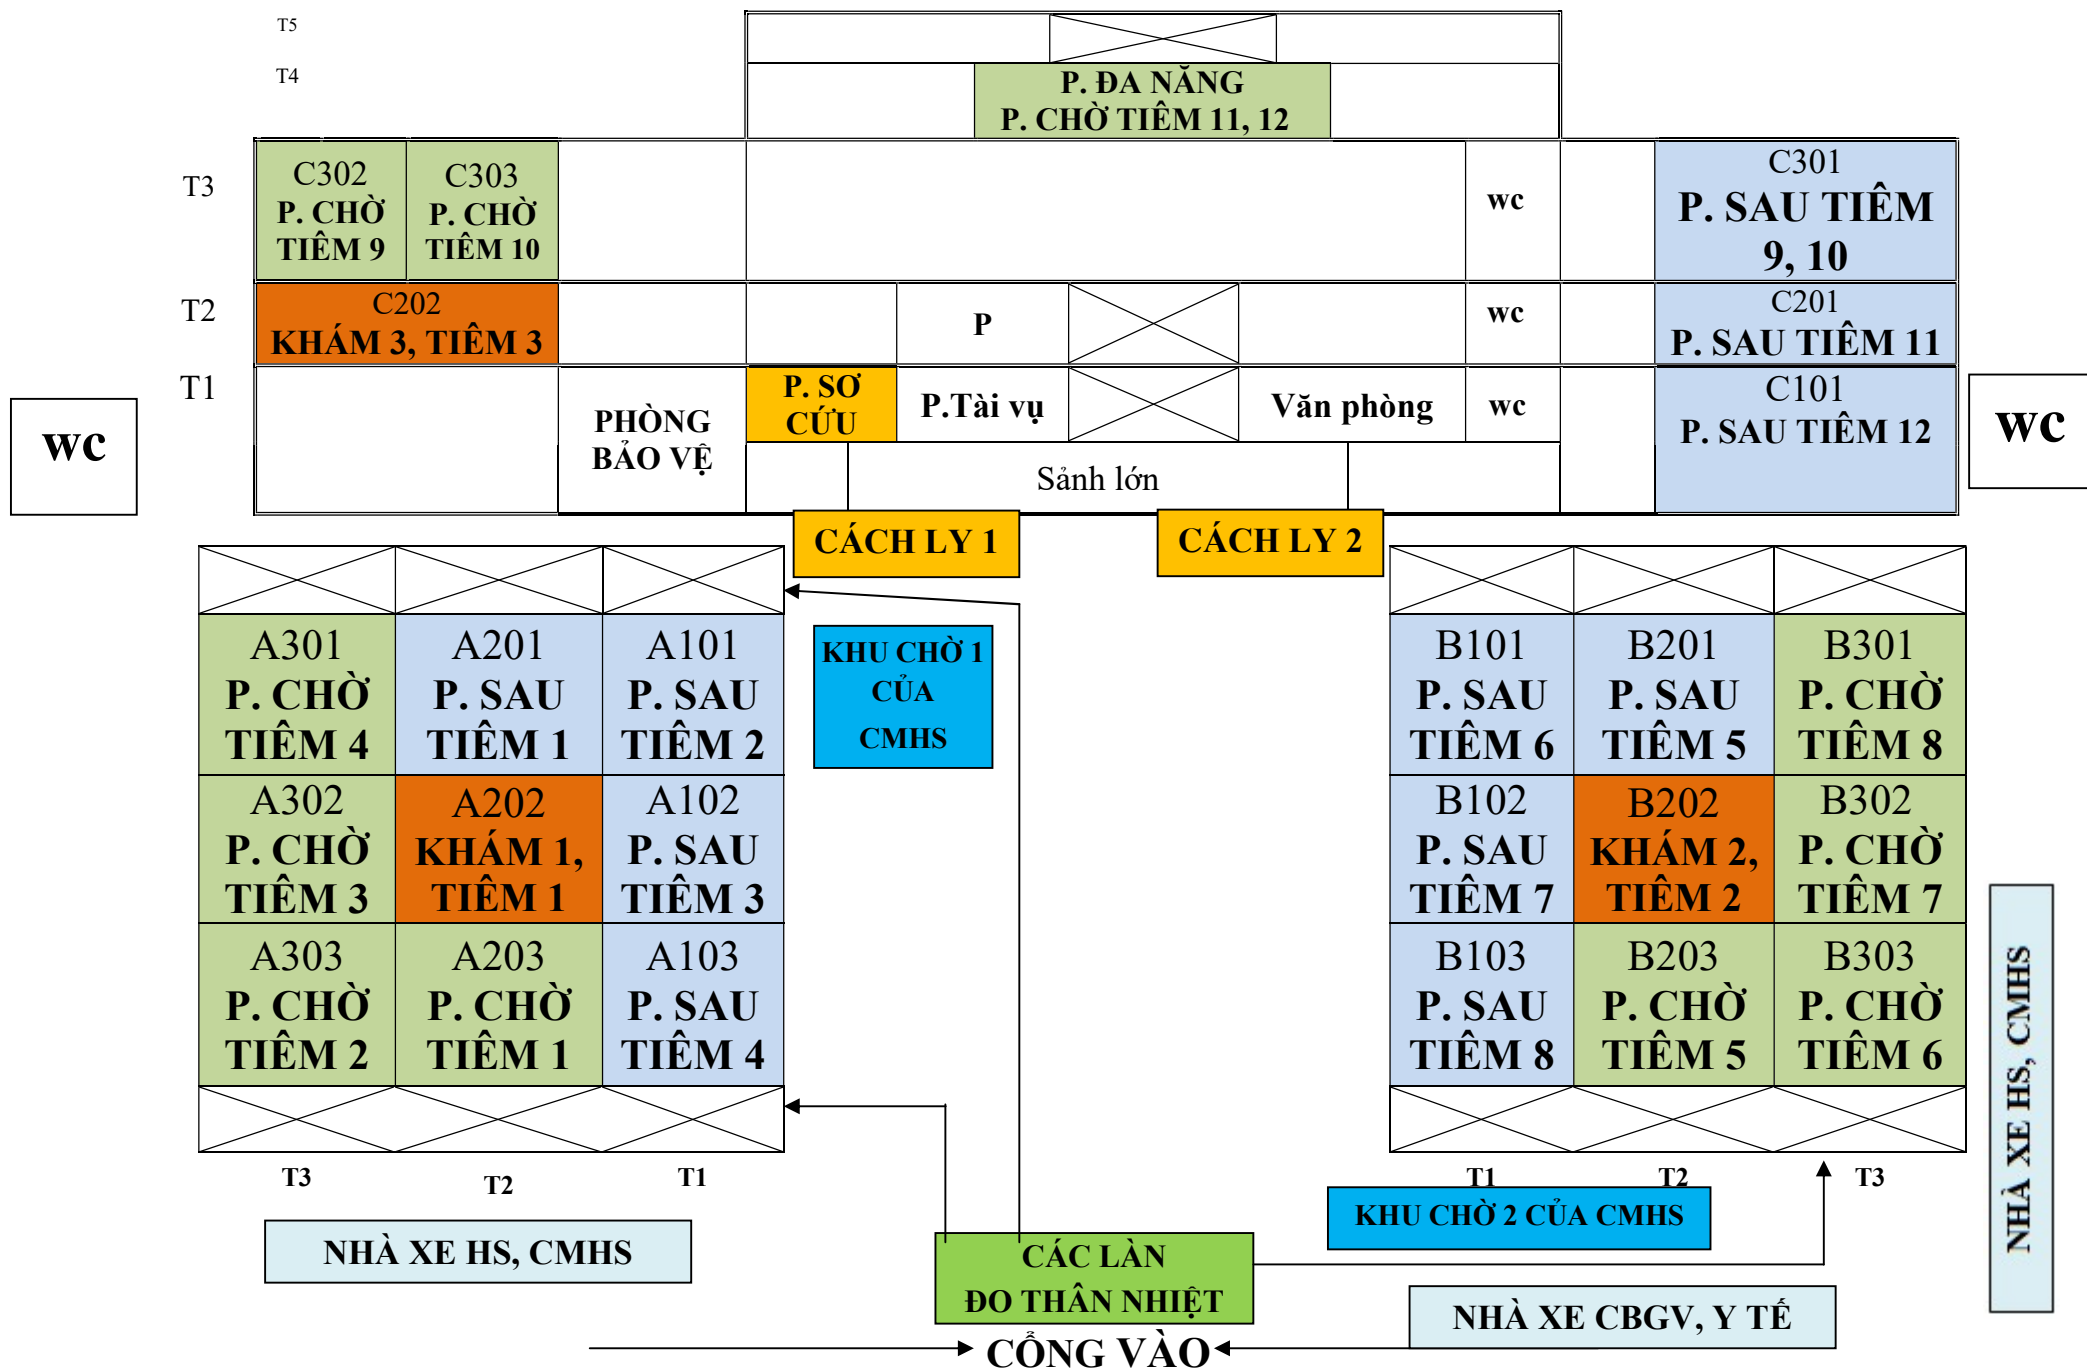 T5
T4
P. ĐA NĂNG
P. CHỜ TIÊM 11, 12
T3
C302
P. CHỜ
TIÊM 9
C303
P. CHỜ
TIÊM 10
wc
C301
P. SAU TIÊM
9, 10
T2
C202
KHÁM 3, TIÊM 3
P
wc
C201
P. SAU TIÊM 11
T1
PHÒNG
BẢO VỆ
P. SƠ
CỨU
P.Tài vụ
Văn phòng
wc
C101
P. SAU TIÊM 12
wc
wc
Sảnh lớn
CÁCH LY 1
CÁCH LY 2
A301
P. CHỜ
TIÊM 4
A201
P. SAU
TIÊM 1
A101
P. SAU
TIÊM 2
KHU CHỜ 1
CỦA
CMHS
B101
P. SAU
TIÊM 6
B201
P. SAU
TIÊM 5
B301
P. CHỜ
TIÊM 8
A302
P. CHỜ
TIÊM 3
A202
KHÁM 1,
TIÊM 1
A102
P. SAU
TIÊM 3
B102
P. SAU
TIÊM 7
B202
KHÁM 2,
TIÊM 2
B302
P. CHỜ
TIÊM 7
A303
P. CHỜ
TIÊM 2
A203
P. CHỜ
TIÊM 1
A103
P. SAU
TIÊM 4
B103
P. SAU
TIÊM 8
B203
P. CHỜ
TIÊM 5
B303
P. CHỜ
TIÊM 6
NHÀ XE HS, CMHS
T3
T2
T1
T1
T2
T3
KHU CHỜ 2 CỦA CMHS
NHÀ XE HS, CMHS
CÁC LÀN
ĐO THÂN NHIỆT
NHÀ XE CBGV, Y TẾ
CỔNG VÀO